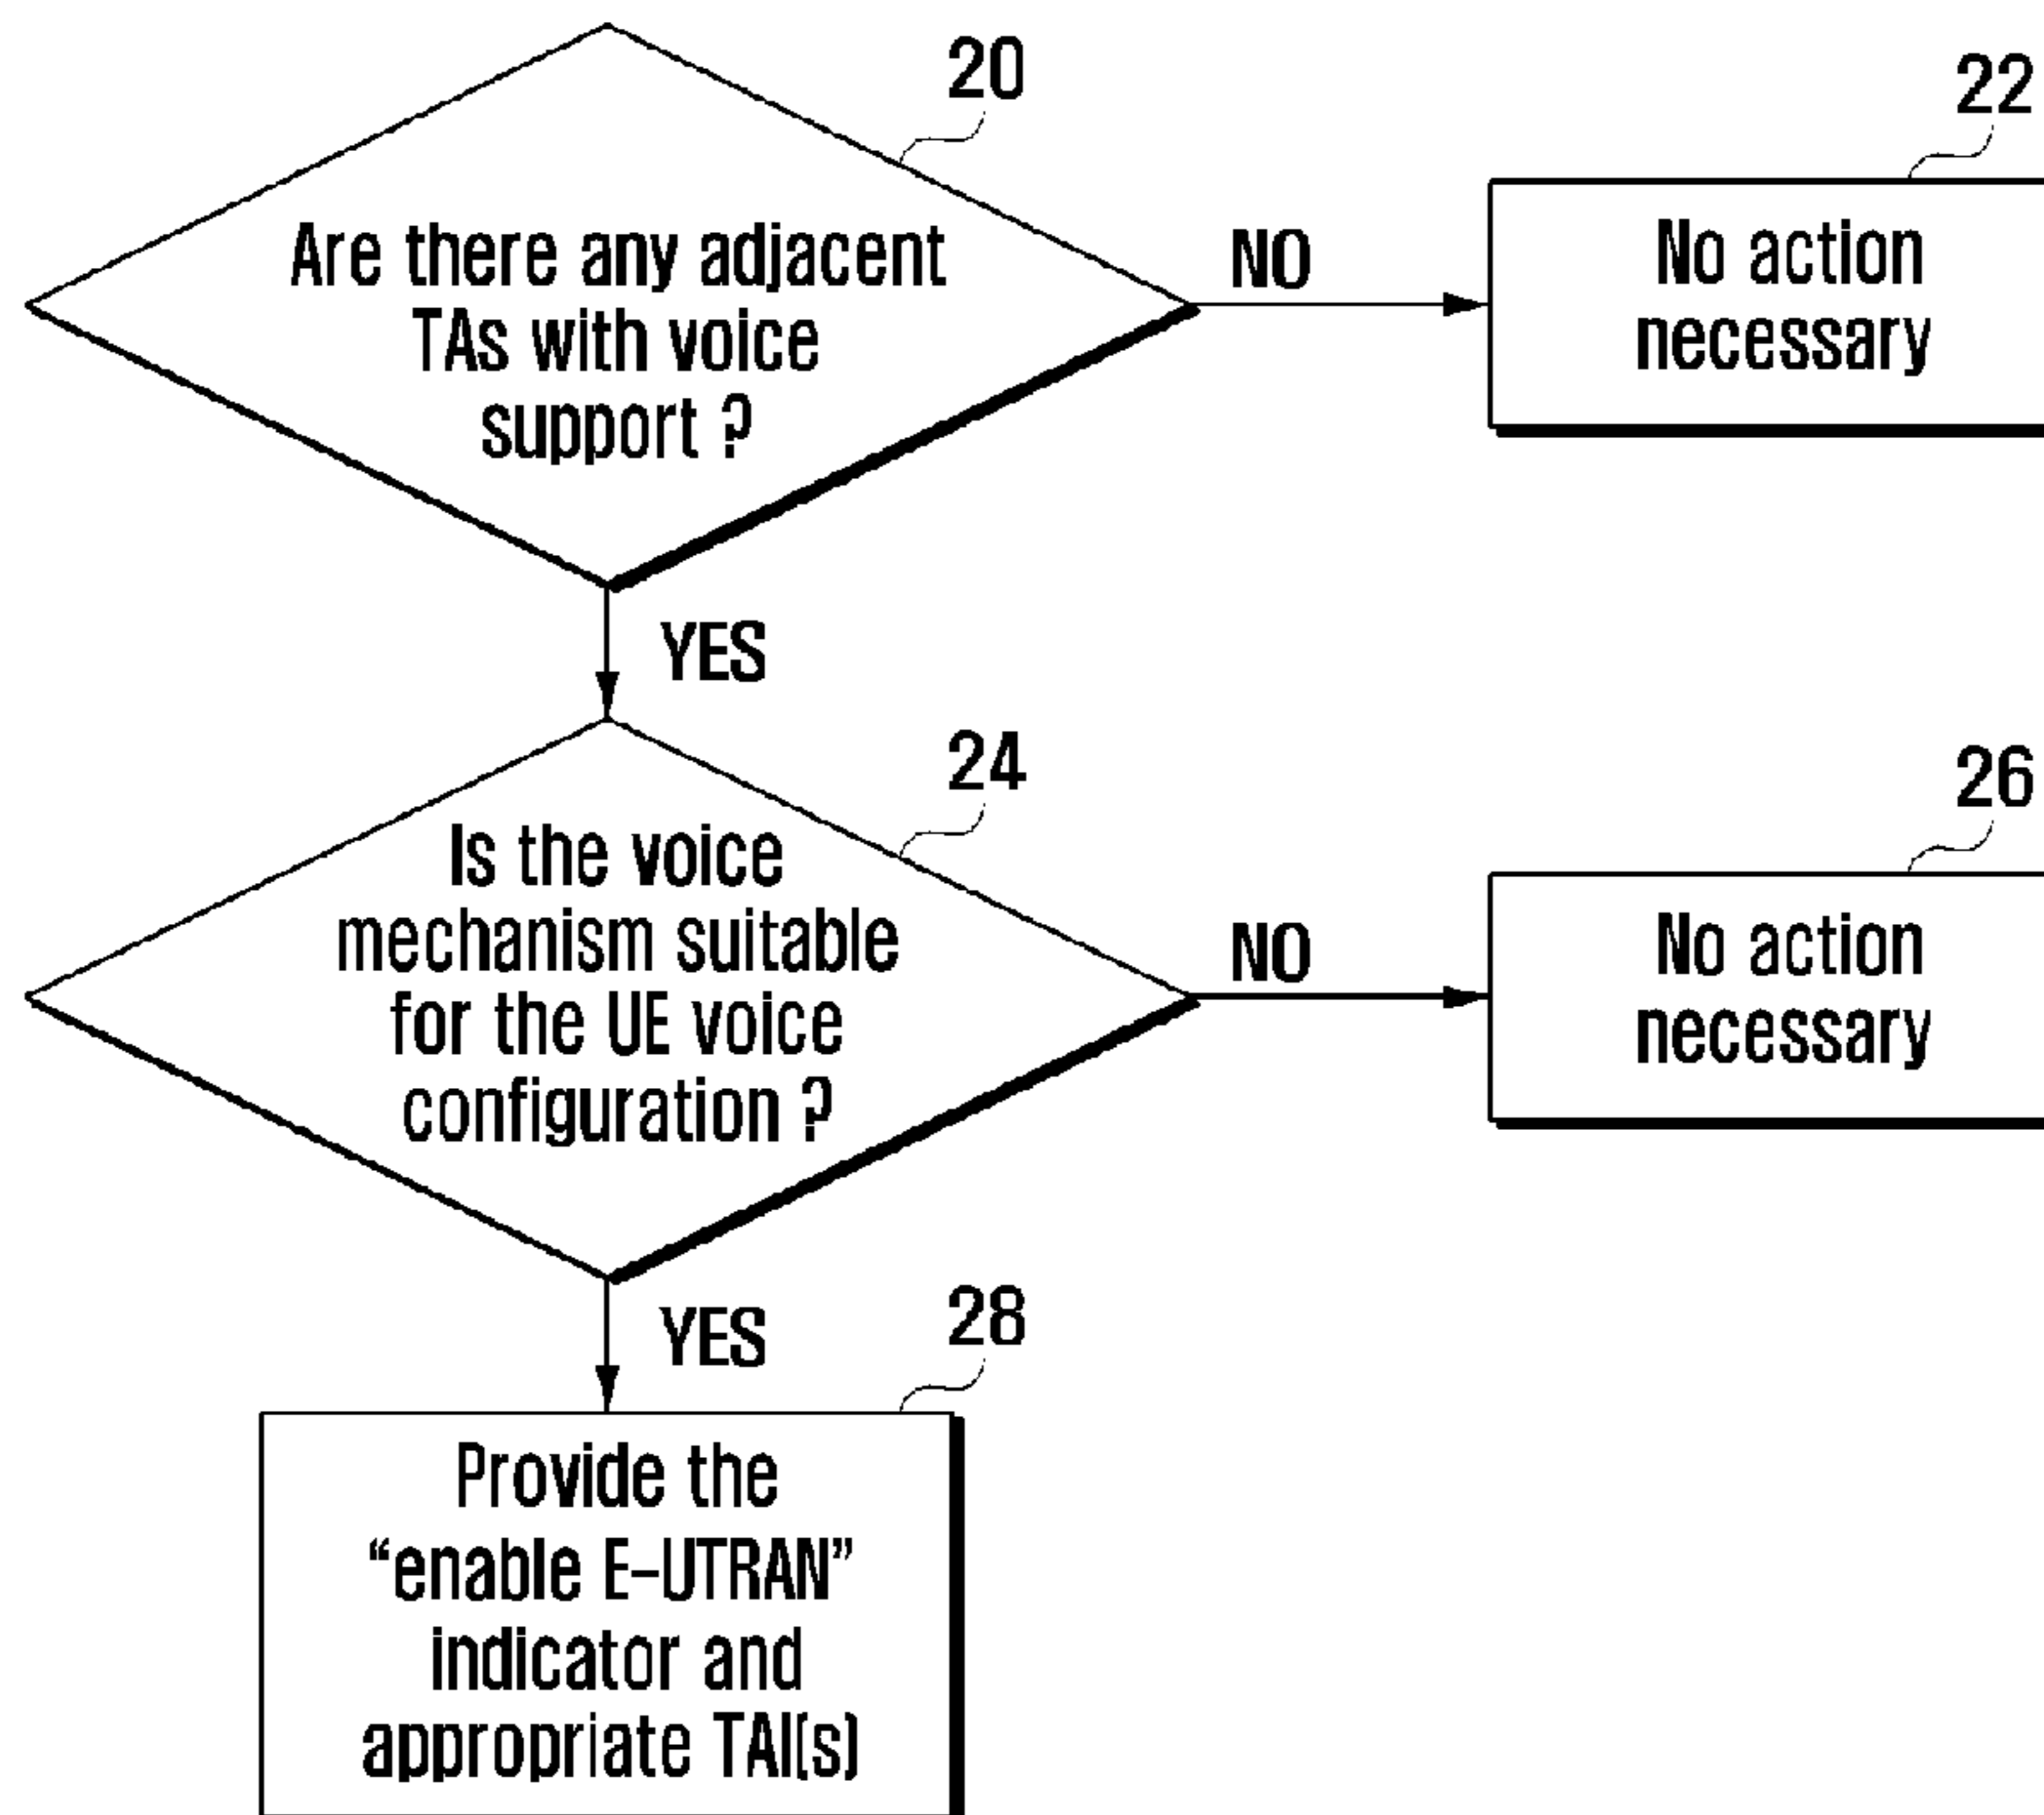 20
22
Are there any adjacent
TAs with voice
support ?
NO
No action
necessary
YES
24
26
Is the voice
mechanism suitable
for the UE voice
configuration ?
NO
No action
necessary
YES
28
Provide the
“enable E-UTRAN”
indicator and
appropriate TAI(s)